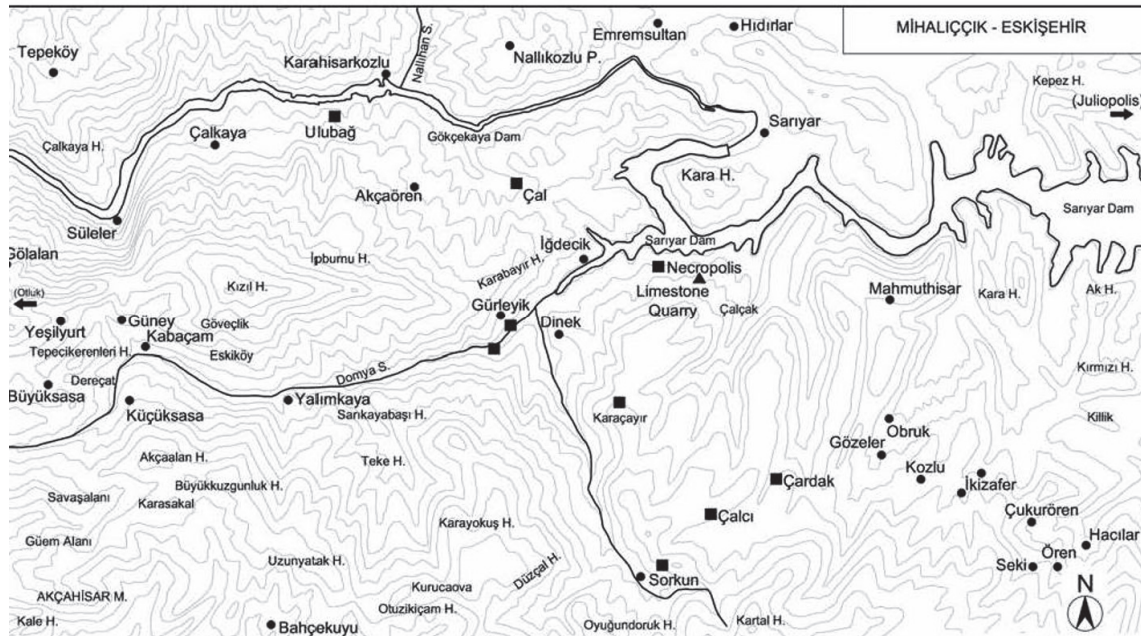 MİHALIÇÇIK - ESKİŞEHİR
Emremsultan
Hıdırlar
Tepeköy
Nallıhan S.
Nallıkozlu P.
Karahisarkozlu
Kepez H.
(Juliopolis)
Ulubağ
Gökçekaya Dam
Sarıyar
Çalkaya
Çalkaya H.
Kara H.
Akçaören
Çal
Sarıyar Dam
Süleler
İğdecik
Sarıyar Dam
Gölalan
İpburnu H.
Karabayır H.
Necropolis
Limestone
Quarry
Kızıl H.
Mahmuthisar
Kara H.
Ak H.
(Otluk)
Gürleyik
Çalçak
Yeşilyurt
Güney
Göveçlik
Dinek
Kabaçam
Tepecikerenleri H.
Eskiköy
Domya S.
Kırmızı H.
Dereçat
Büyüksasa
Küçüksasa
Yalımkaya
Sarıkayabaşı H.
Karaçayır
Obruk
Killik
Gözeler
Akçaalan H.
Teke H.
Kozlu
İkizafer
Çardak
Büyükkuzgunluk H.
Savaşalanı
Karasakal
Çalcı
Çukurören
Karayokuş H.
Güem Alanı
Hacılar
Uzunyatak H.
Düzçal H.
Seki
Ören
Sorkun
N
Kurucaova
AKÇAHİSAR M.
Otuzikiçam H.
Kale H.
Bahçekuyu
Oyuğundoruk H.
Kartal H.